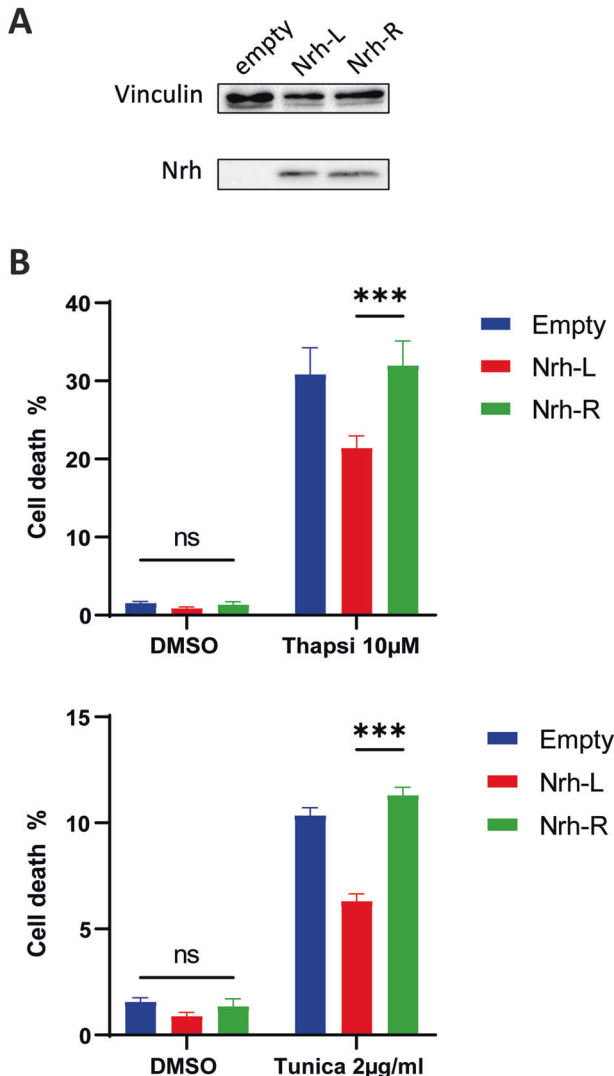 A
empty Nrh-L Nrh-R
Vinculin
Nrh
B
40
30
20
10
0
Cell death %
ns
***
DMSO Thapsi 10µM
Empty
Nrh-L
Nrh-R
15
10
5
0
Cell death %
ns
***
DMSO Tunica 2µg/ml
Empty
Nrh-L
Nrh-R